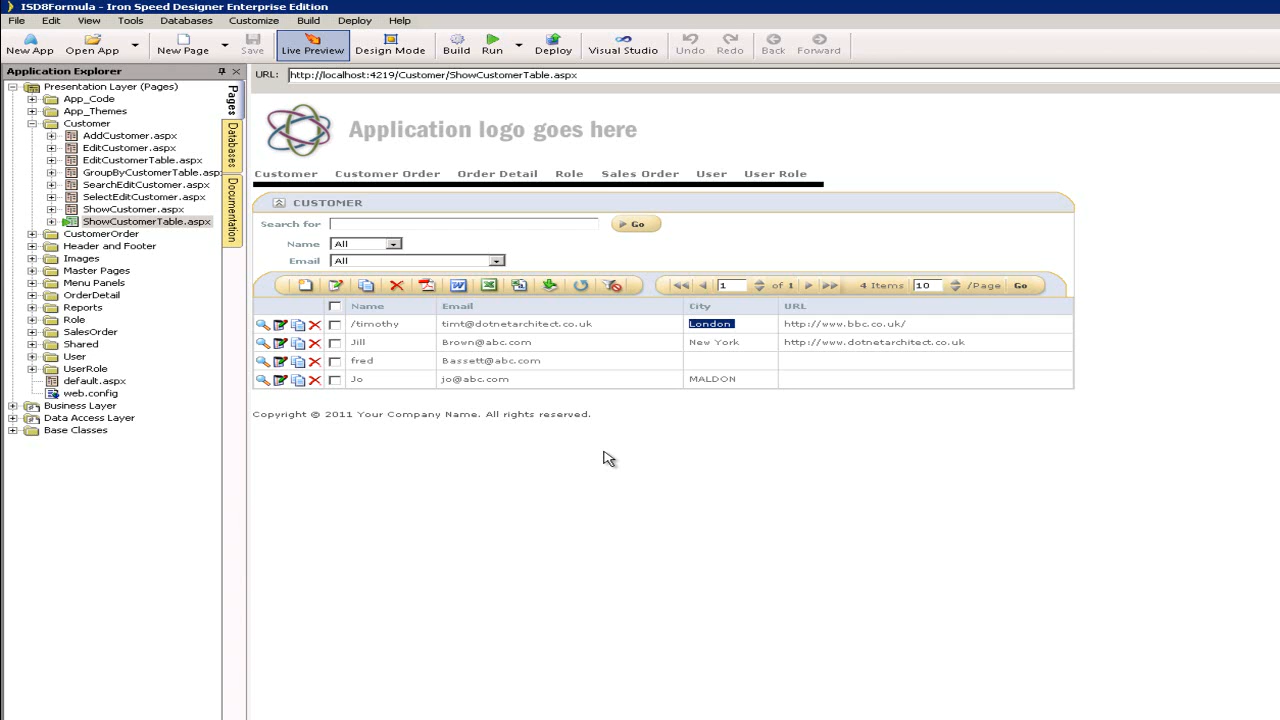 ISD8Formula - Iron Speed Designer Enterprise Edition
File Edit View Tools Databases Customize Build Deploy Help
New App Open App New Page Save Live Preview Design Mode Build Run Deploy Visual Studio Undo Redo Back Forward
Application Explorer
URL: http://localhost:4219/Customer/ShowCustomerTable.aspx
Presentation Layer (Pages)
App_Code
App_Themes
Customer
AddCustomer.aspx
EditCustomer.aspx
EditCustomerTable.aspx
GroupByCustomerTable.asp
SearchEditCustomer.aspx
SelectEditCustomer.aspx
ShowCustomer.aspx
ShowCustomerTable.aspx
CustomerOrder
Header and Footer
Images
Master Pages
Menu Panels
OrderDetail
Reports
Role
SalesOrder
Shared
User
UserRole
default.aspx
web.config
Business Layer
Data Access Layer
Base Classes
Pages
Databases
Documentation
Application logo goes here
Customer Customer Order Order Detail Role Sales Order User User Role
CUSTOMER
Search for Go
Name All
Email All
1 of 1 4 Items 10 /Page Go
Name Email City URL
/timothy timt@dotnetarchitect.co.uk London http://www.bbc.co.uk/
Jill Brown@abc.com New York http://www.dotnetarchitect.co.uk
fred Bassett@abc.com
Jo jo@abc.com MALDON
Copyright © 2011 Your Company Name. All rights reserved.